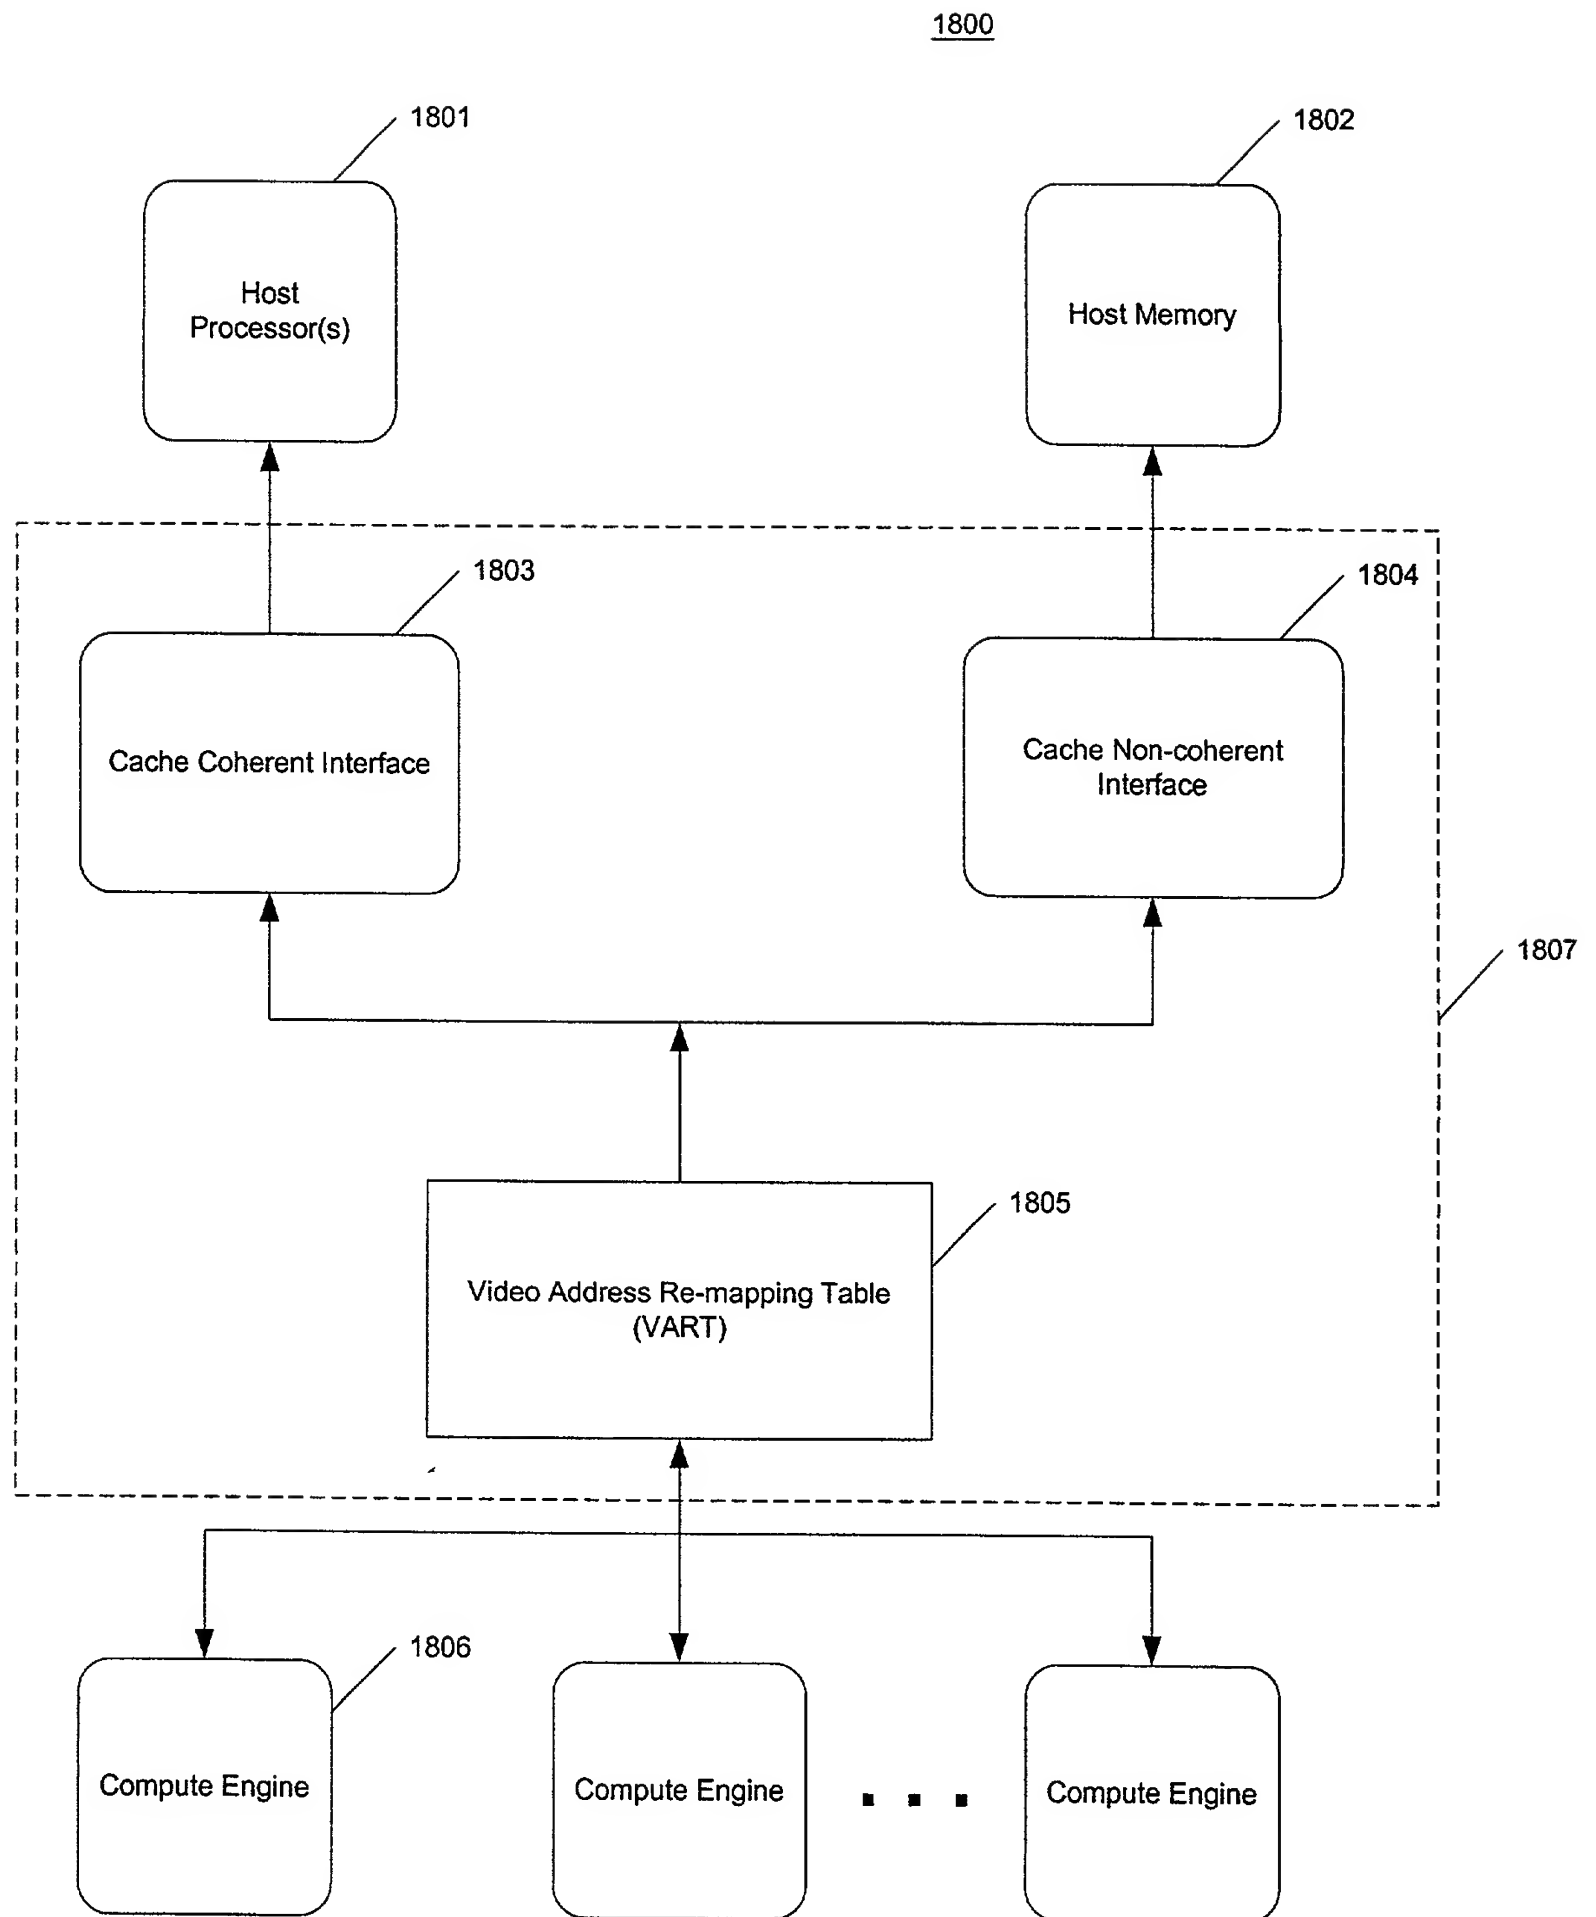 1800
1801
1802
Host
Processor(s)
Host Memory
1803
1804
Cache Coherent Interface
Cache Non-coherent
Interface
1807
1805
Video Address Re-mapping Table
(VART)
1806
Compute Engine
Compute Engine
Compute Engine